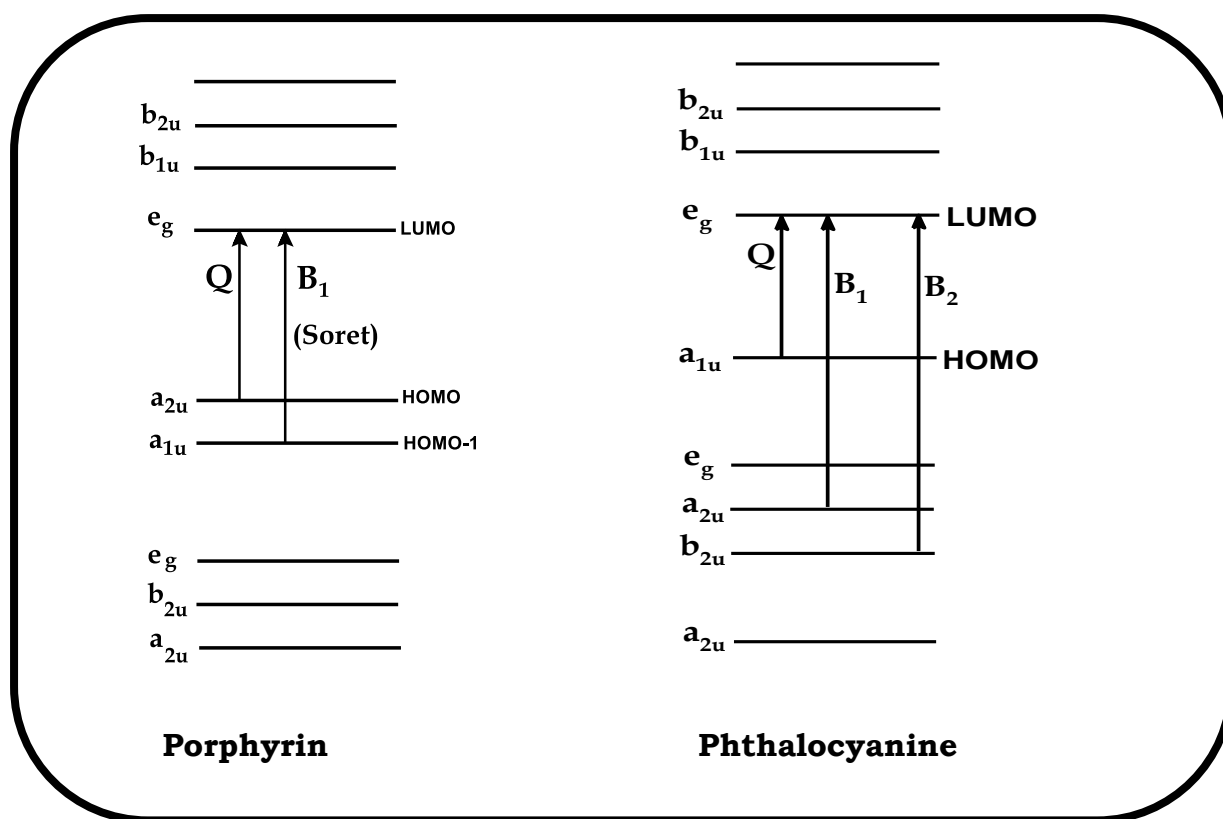 b2u
b1u
eg LUMO
Q B1
(Soret)
a2u HOMO
a1u HOMO-1
eg
b2u
a2u
Porphyrin
b2u
b1u
eg LUMO
Q B1 B2
a1u HOMO
eg
a2u
b2u
a2u
Phthalocyanine